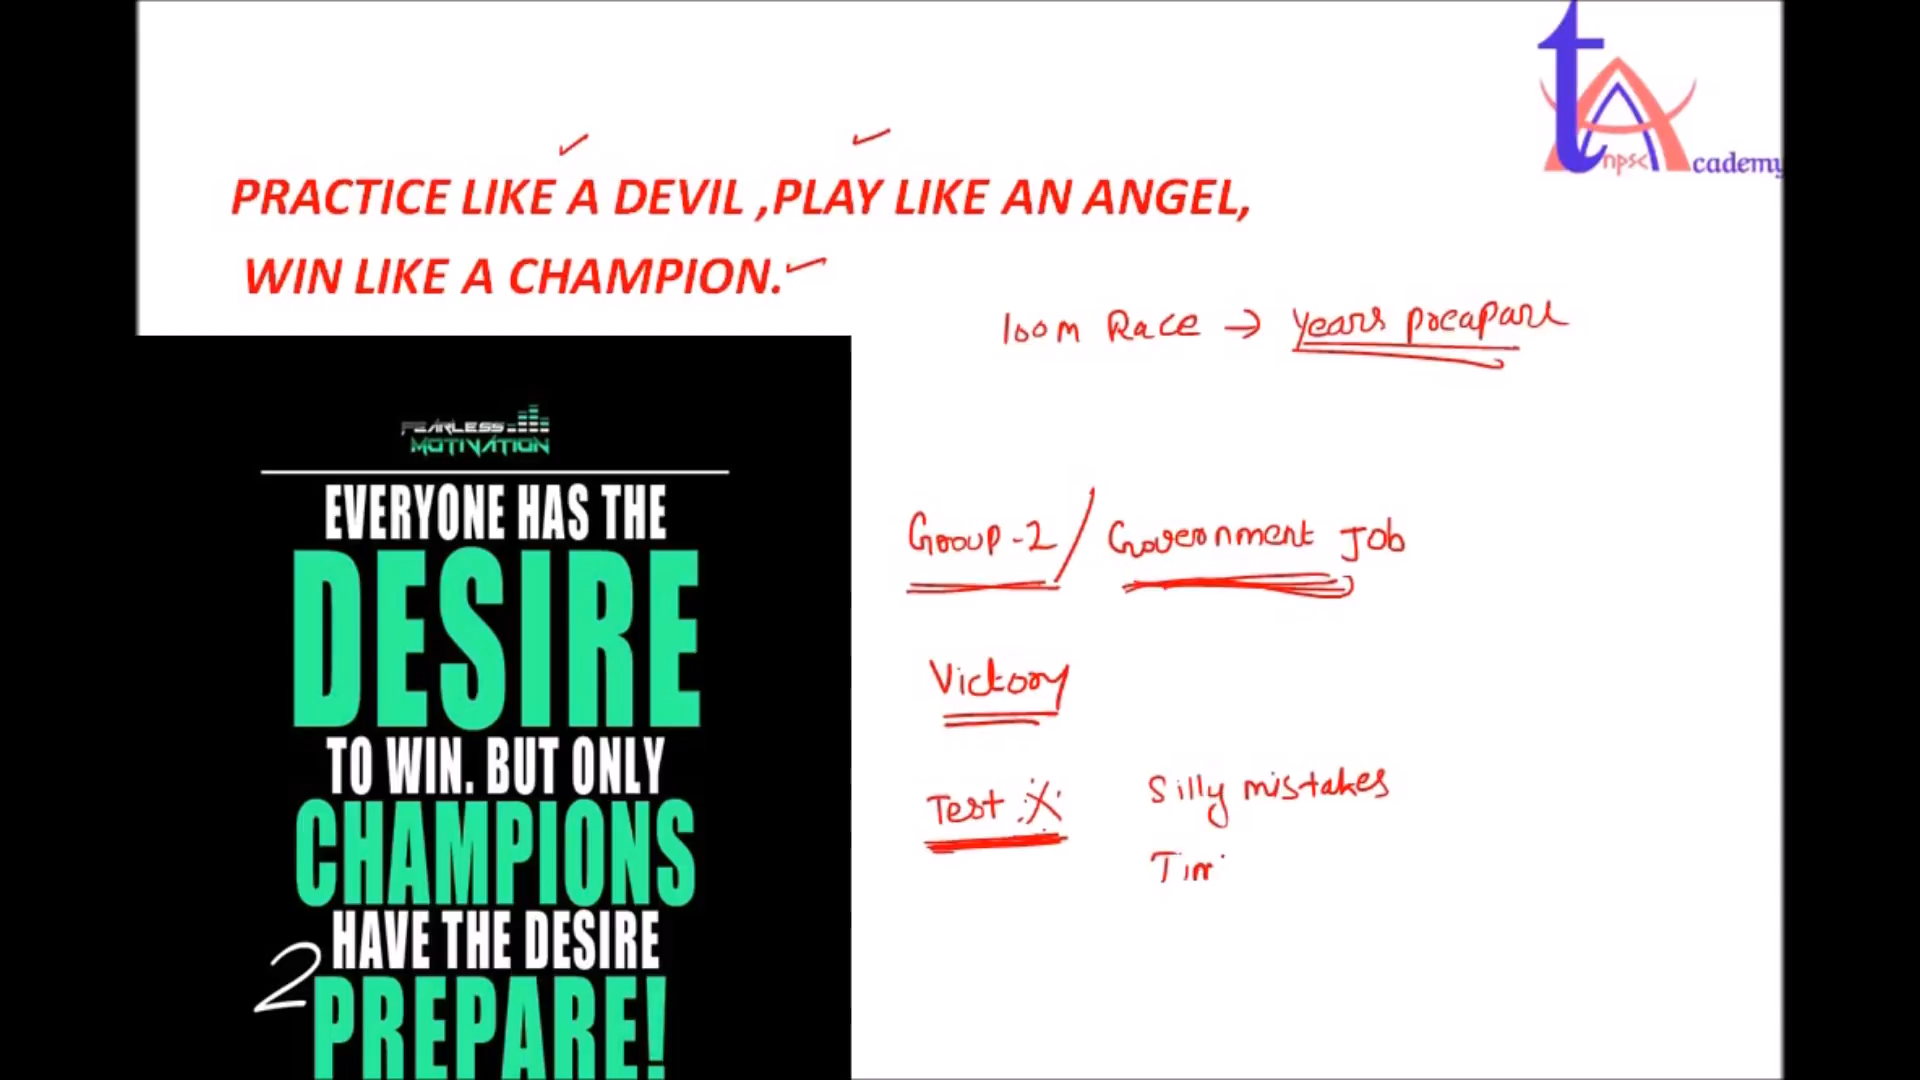 tnpsc Academy
PRACTICE LIKE A DEVIL ,PLAY LIKE AN ANGEL,
WIN LIKE A CHAMPION.
100m Race → Years preapare
FEARLESS
MOTIVATION
EVERYONE HAS THE
DESIRE
TO WIN. BUT ONLY
CHAMPIONS
HAVE THE DESIRE
2 PREPARE!
Group-2 / Government Job
Victory
Test X Silly mistakes
Tim